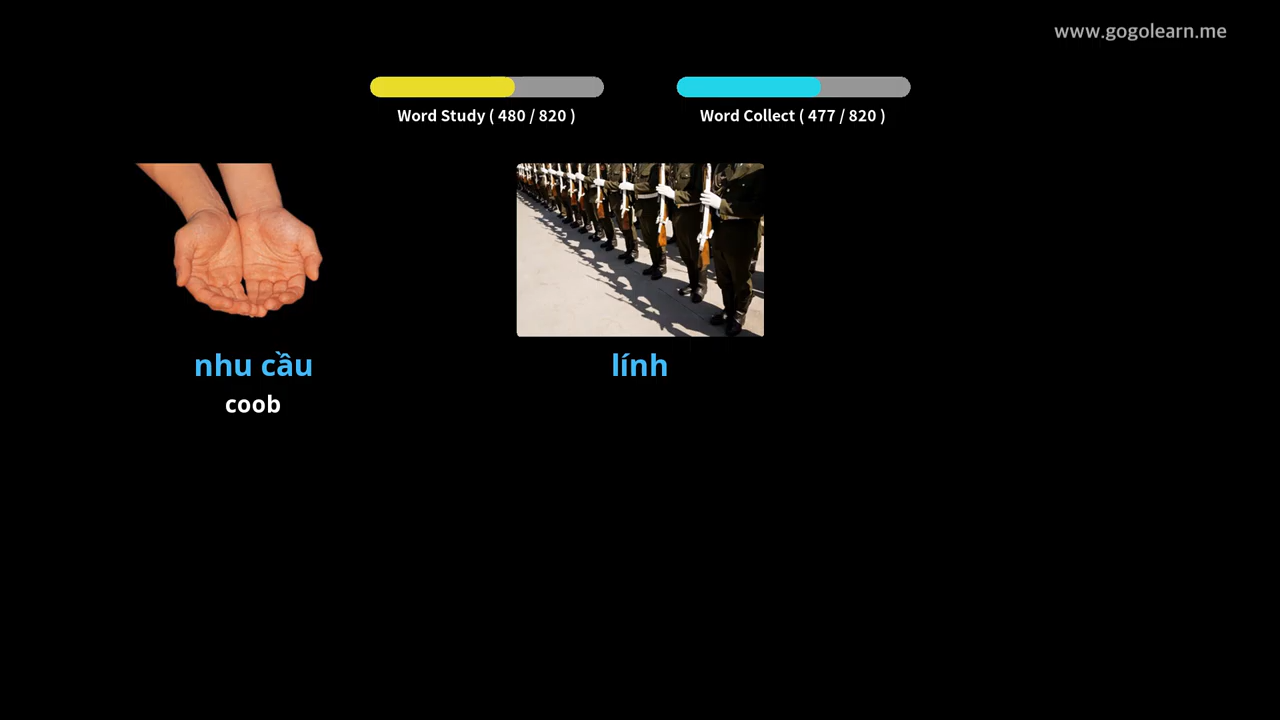 www.gogolearn.me
Word Study ( 480 / 820 )
Word Collect ( 477 / 820 )
nhu cầu
coob
lính